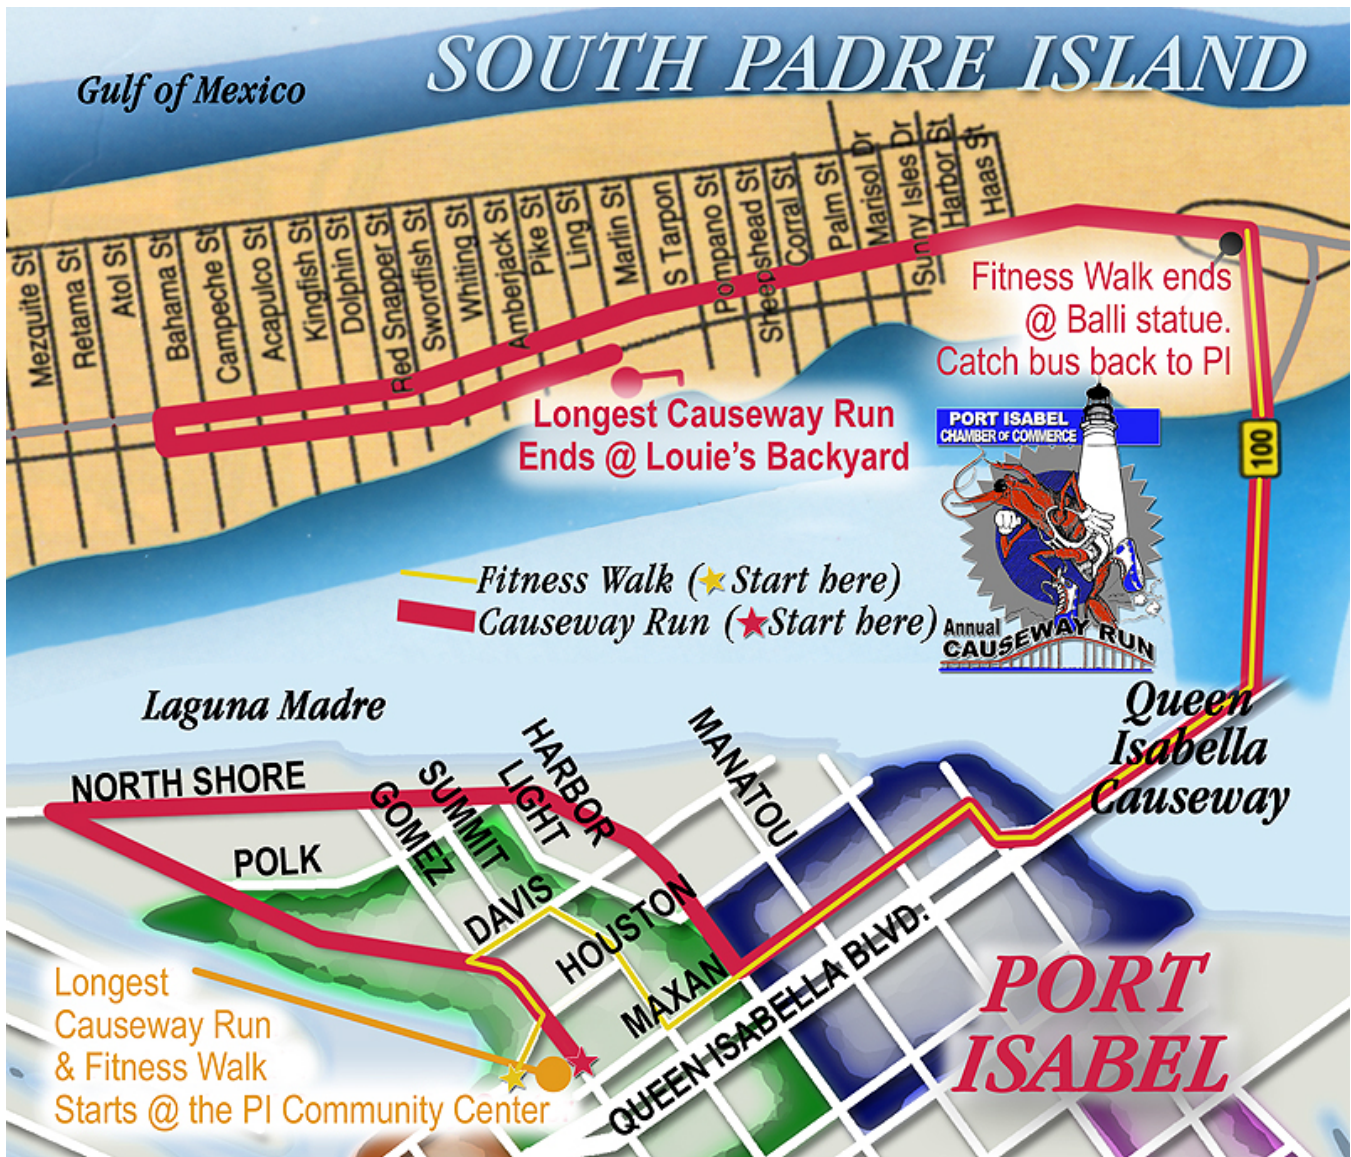 SOUTH PADRE ISLAND
Gulf of Mexico
Mezquite St
Retama St
Atol St
Bahama St
Campeche St
Acapulco St
Kingfish St
Dolphin St
Red Snapper St
Swordfish St
Whiting St
Amberjack St
Pike St
Ling St
Marlin St
S Tarpon
Pompano St
Sheepshead St
Corral St
Palm St
Marisol Dr
Sunny Isles Dr
Harbor St
Haas St
Fitness Walk ends
@ Balli statue.
Catch bus back to PI
Longest Causeway Run
Ends @ Louie's Backyard
PORT ISABEL
CHAMBER OF COMMERCE
100
Fitness Walk (Start here)
Causeway Run (Start here)
Annual
CAUSEWAY RUN
Laguna Madre
Queen
Isabella
Causeway
NORTH SHORE
POLK
GOMEZ
SUMMIT
LIGHT
HARBOR
MANATOU
DAVIS
HOUSTON
MAXAN
QUEEN ISABELLA BLVD.
PORT
ISABEL
Longest
Causeway Run
& Fitness Walk
Starts @ the PI Community Center